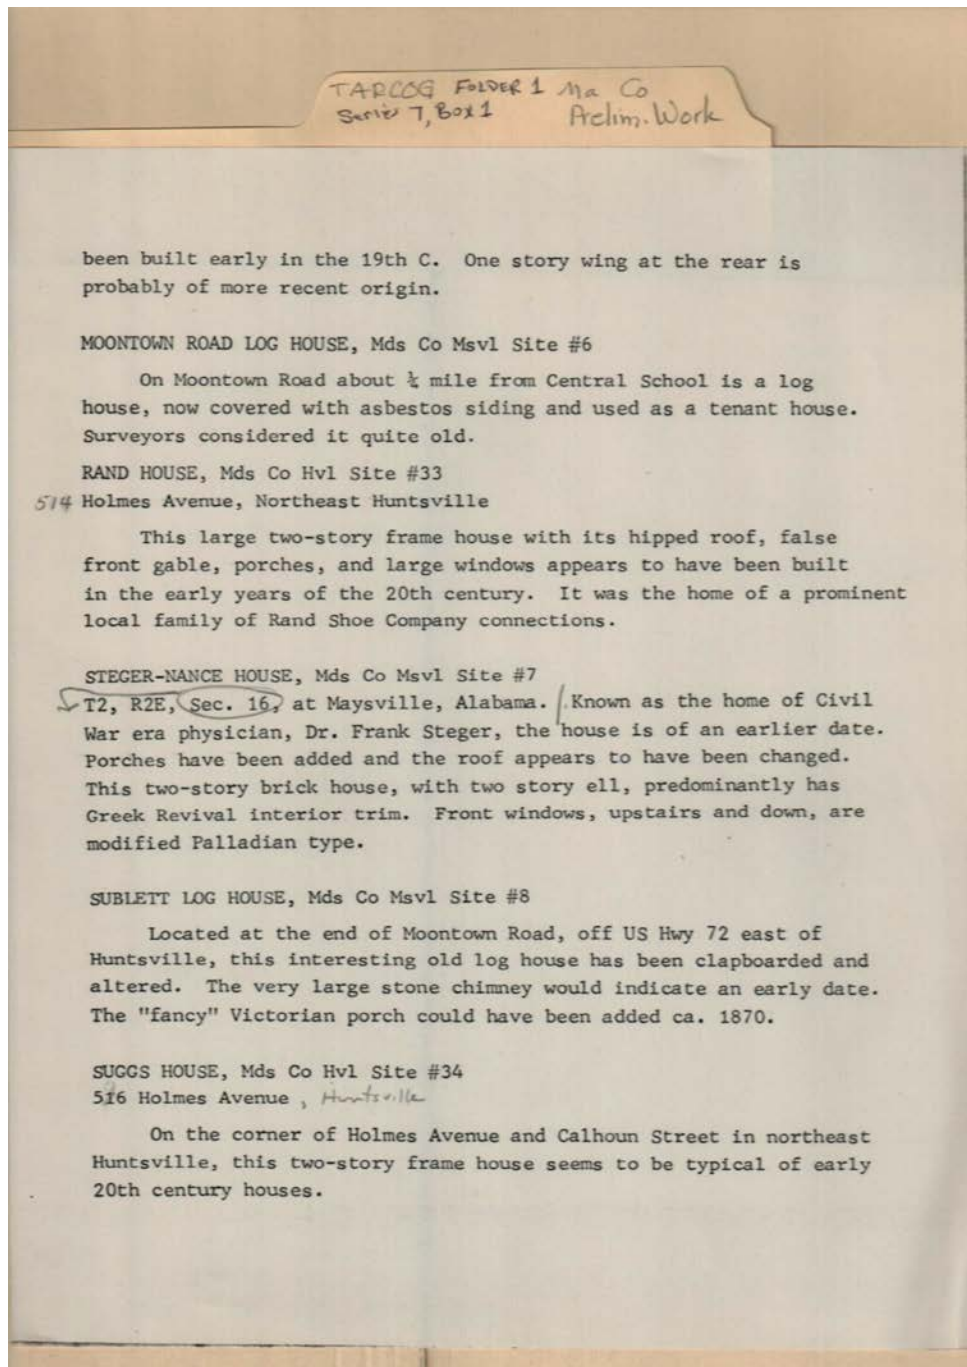 TARCOG FOLDER 1 Ma Co
Series 7, Box 1 Prelim. Work
been built early in the 19th C. One story wing at the rear is
probably of more recent origin.
MOONTOWN ROAD LOG HOUSE, Mds Co Msvl Site #6
On Moontown Road about ¼ mile from Central School is a log
house, now covered with asbestos siding and used as a tenant house.
Surveyors considered it quite old.
RAND HOUSE, Mds Co Hvl Site #33
514 Holmes Avenue, Northeast Huntsville
This large two-story frame house with its hipped roof, false
front gable, porches, and large windows appears to have been built
in the early years of the 20th century. It was the home of a prominent
local family of Rand Shoe Company connections.
STEGER-NANCE HOUSE, Mds Co Msvl Site #7
T2, R2E, Sec. 16, at Maysville, Alabama. Known as the home of Civil
War era physician, Dr. Frank Steger, the house is of an earlier date.
Porches have been added and the roof appears to have been changed.
This two-story brick house, with two story ell, predominantly has
Greek Revival interior trim. Front windows, upstairs and down, are
modified Palladian type.
SUBLETT LOG HOUSE, Mds Co Msvl Site #8
Located at the end of Moontown Road, off US Hwy 72 east of
Huntsville, this interesting old log house has been clapboarded and
altered. The very large stone chimney would indicate an early date.
The "fancy" Victorian porch could have been added ca. 1870.
SUGGS HOUSE, Mds Co Hvl Site #34
Holmes Avenue, Huntsville
On the corner of Holmes Avenue and Calhoun Street in northeast
Huntsville, this two-story frame house seems to be typical of early
20th century houses.